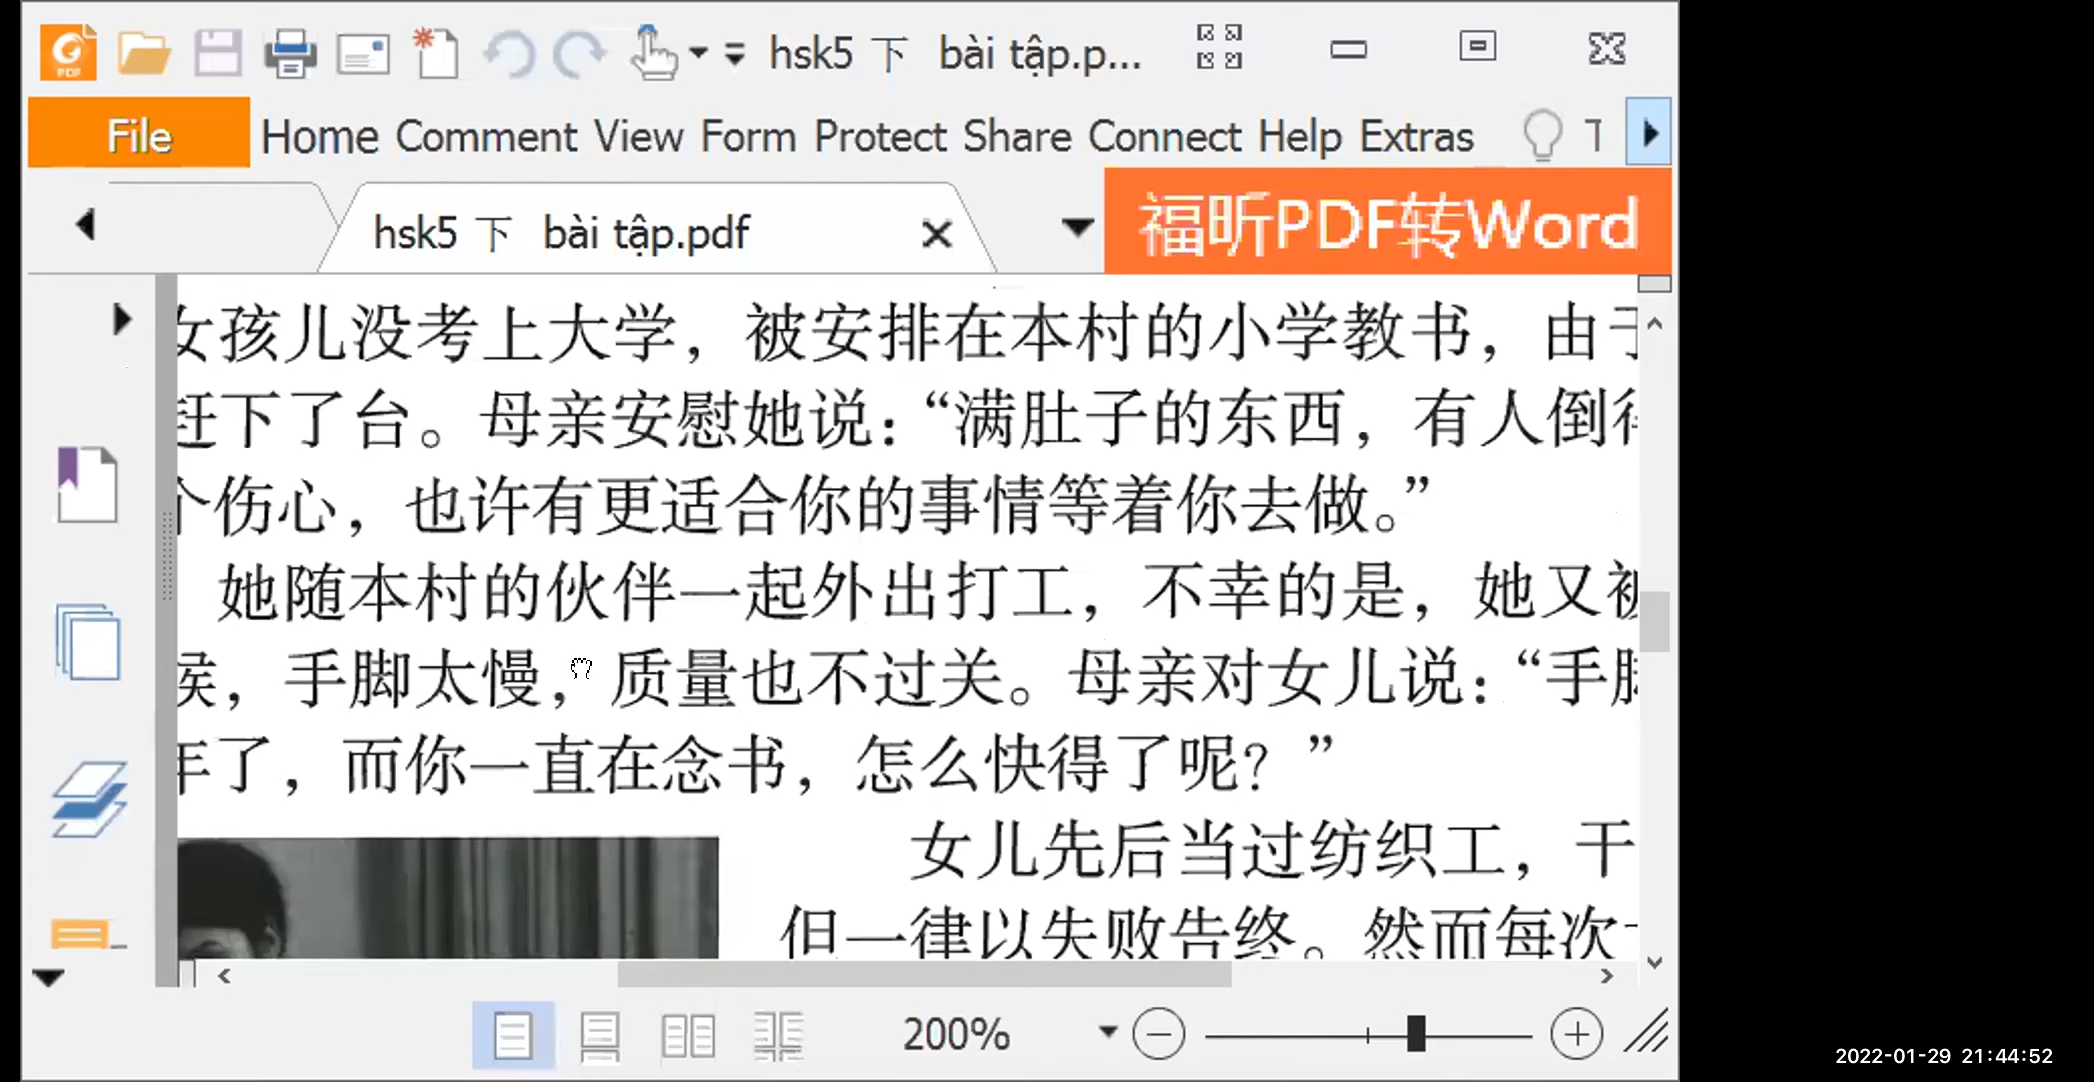 hsk5 下 bài tập.p...
File Home Comment View Form Protect Share Connect Help Extras
hsk5 下 bài tập.pdf
福昕PDF转Word
女孩儿没考上大学，被安排在本村的小学教书，由于
赶下了台。母亲安慰她说：“满肚子的东西，有人倒得
个伤心，也许有更适合你的事情等着你去做。”
她随本村的伙伴一起外出打工，不幸的是，她又被
候，手脚太慢，质量也不过关。母亲对女儿说：“手脚
年了，而你一直在念书，怎么快得了呢？”
女儿先后当过纺织工，干
但一律以失败告终。然而每次
200%
2022-01-29 21:44:52